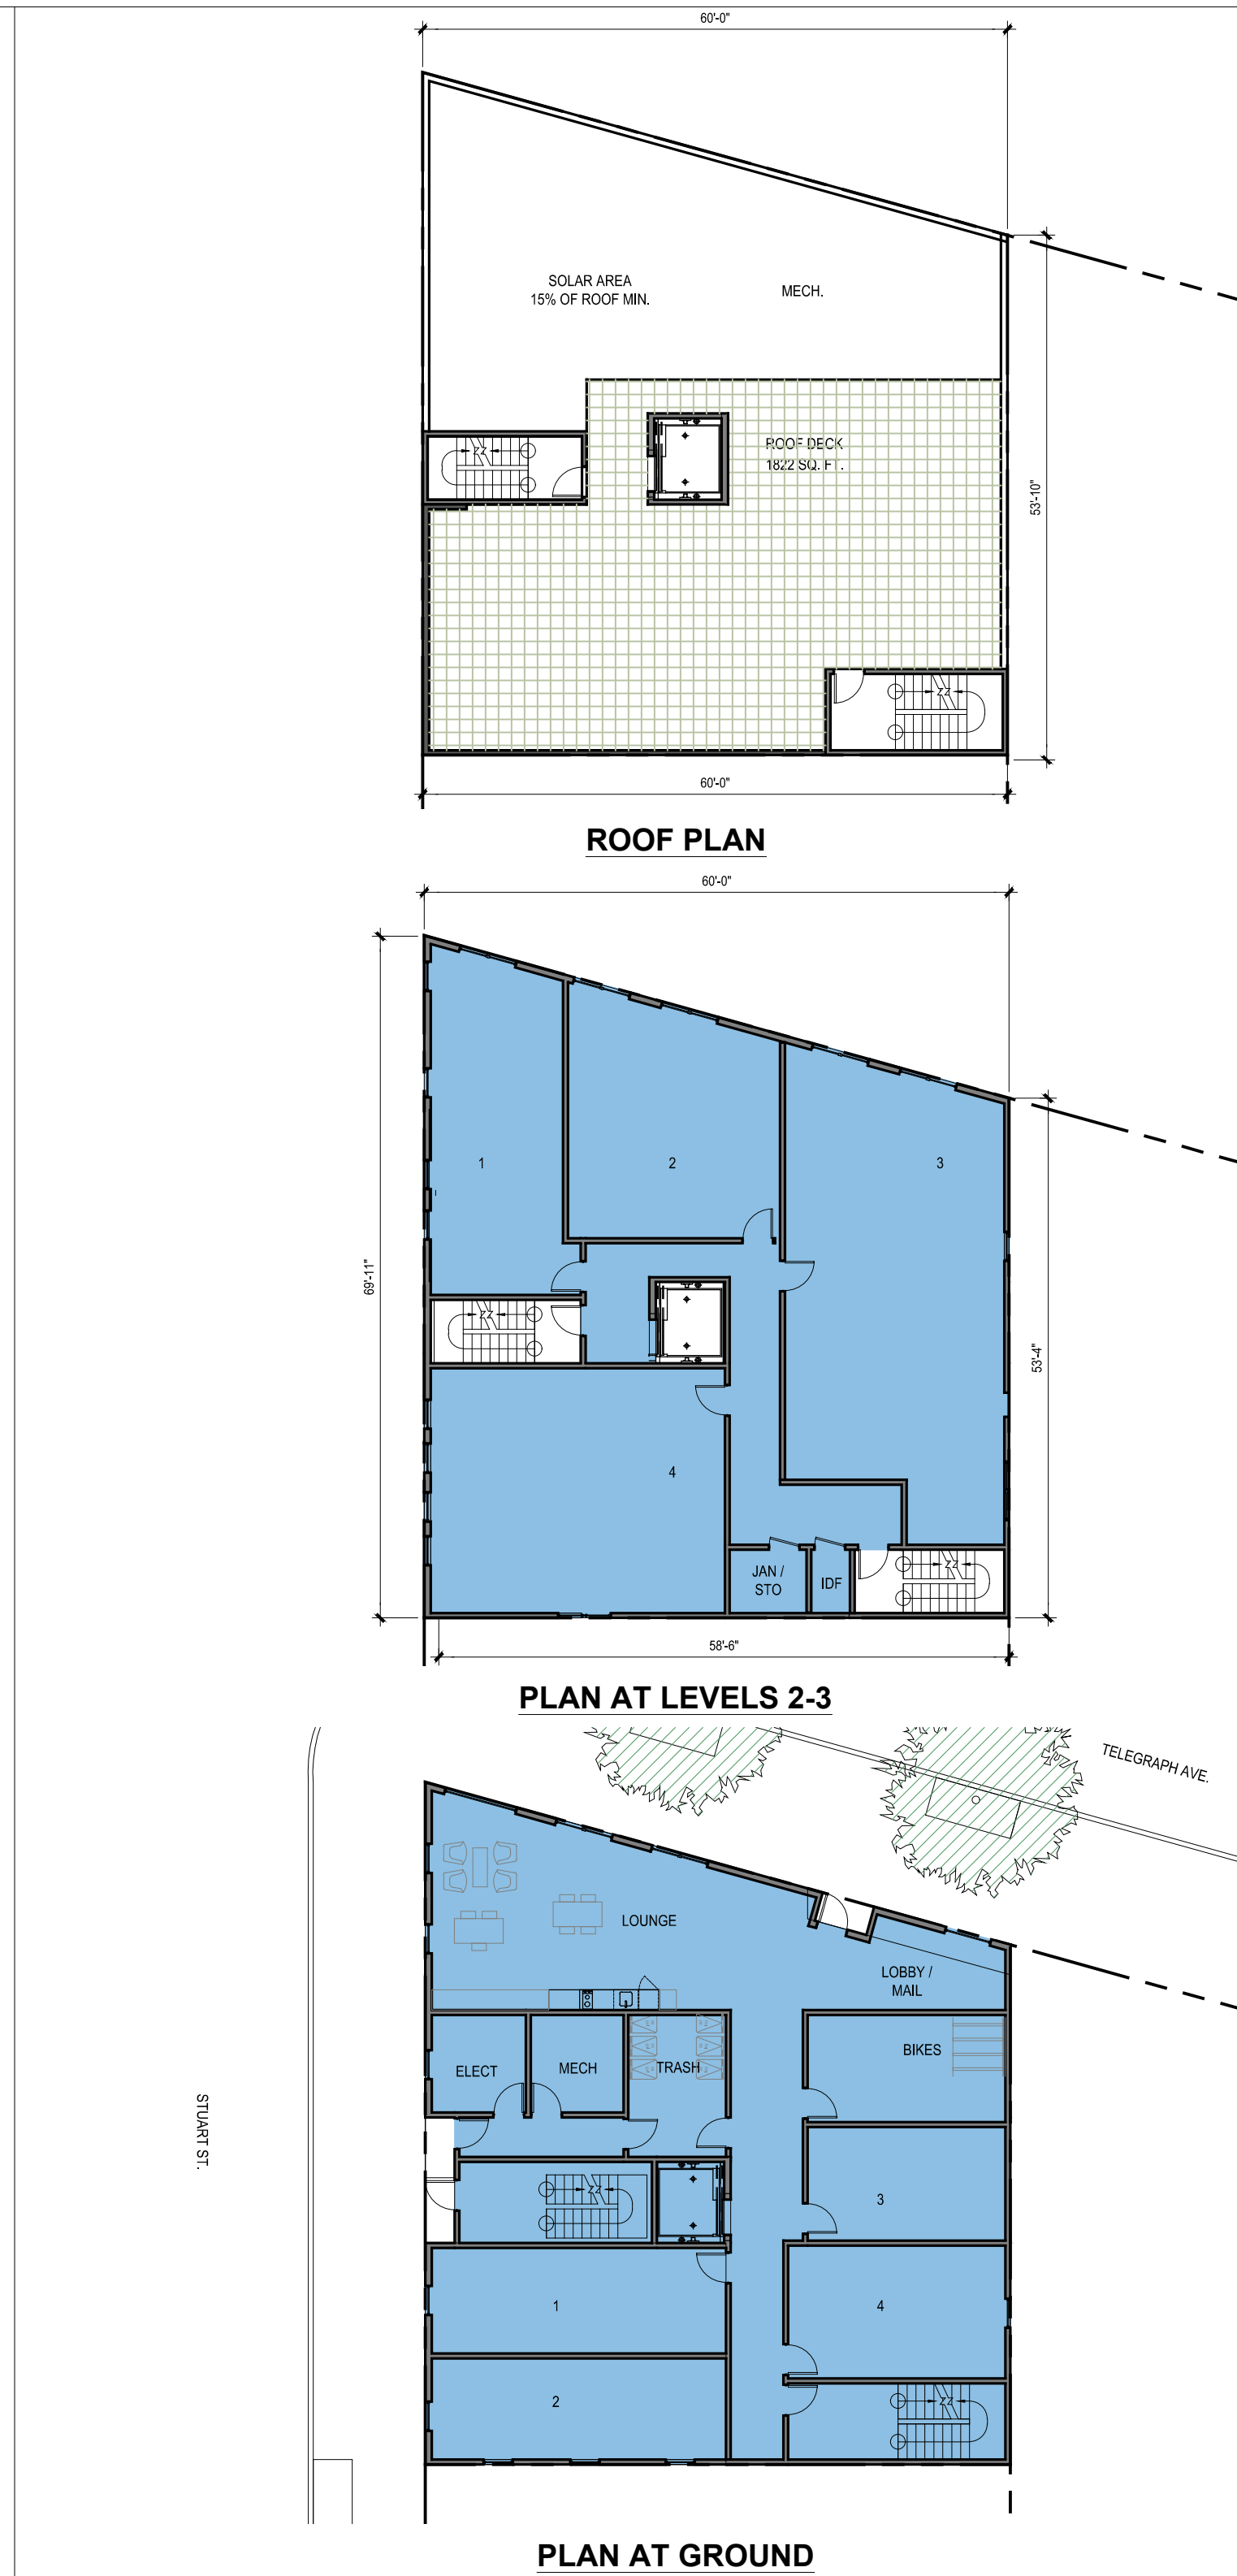 60'-0"
SOLAR AREA
15% OF ROOF MIN.
MECH.
ROOF DECK
1822 SQ. FT.
53'-10"
60'-0"
ROOF PLAN
60'-0"
1
2
3
69'-11"
53'-4"
4
JAN /
STO
IDF
58'-6"
PLAN AT LEVELS 2-3
TELEGRAPH AVE.
LOUNGE
LOBBY /
MAIL
ELECT
MECH
TRASH
BIKES
STUART ST.
3
1
4
2
PLAN AT GROUND